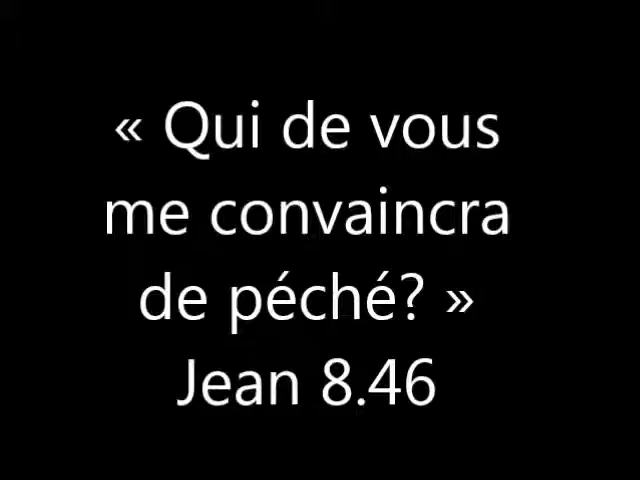 « Qui de vous
me convaincra
de péché? »
Jean 8.46